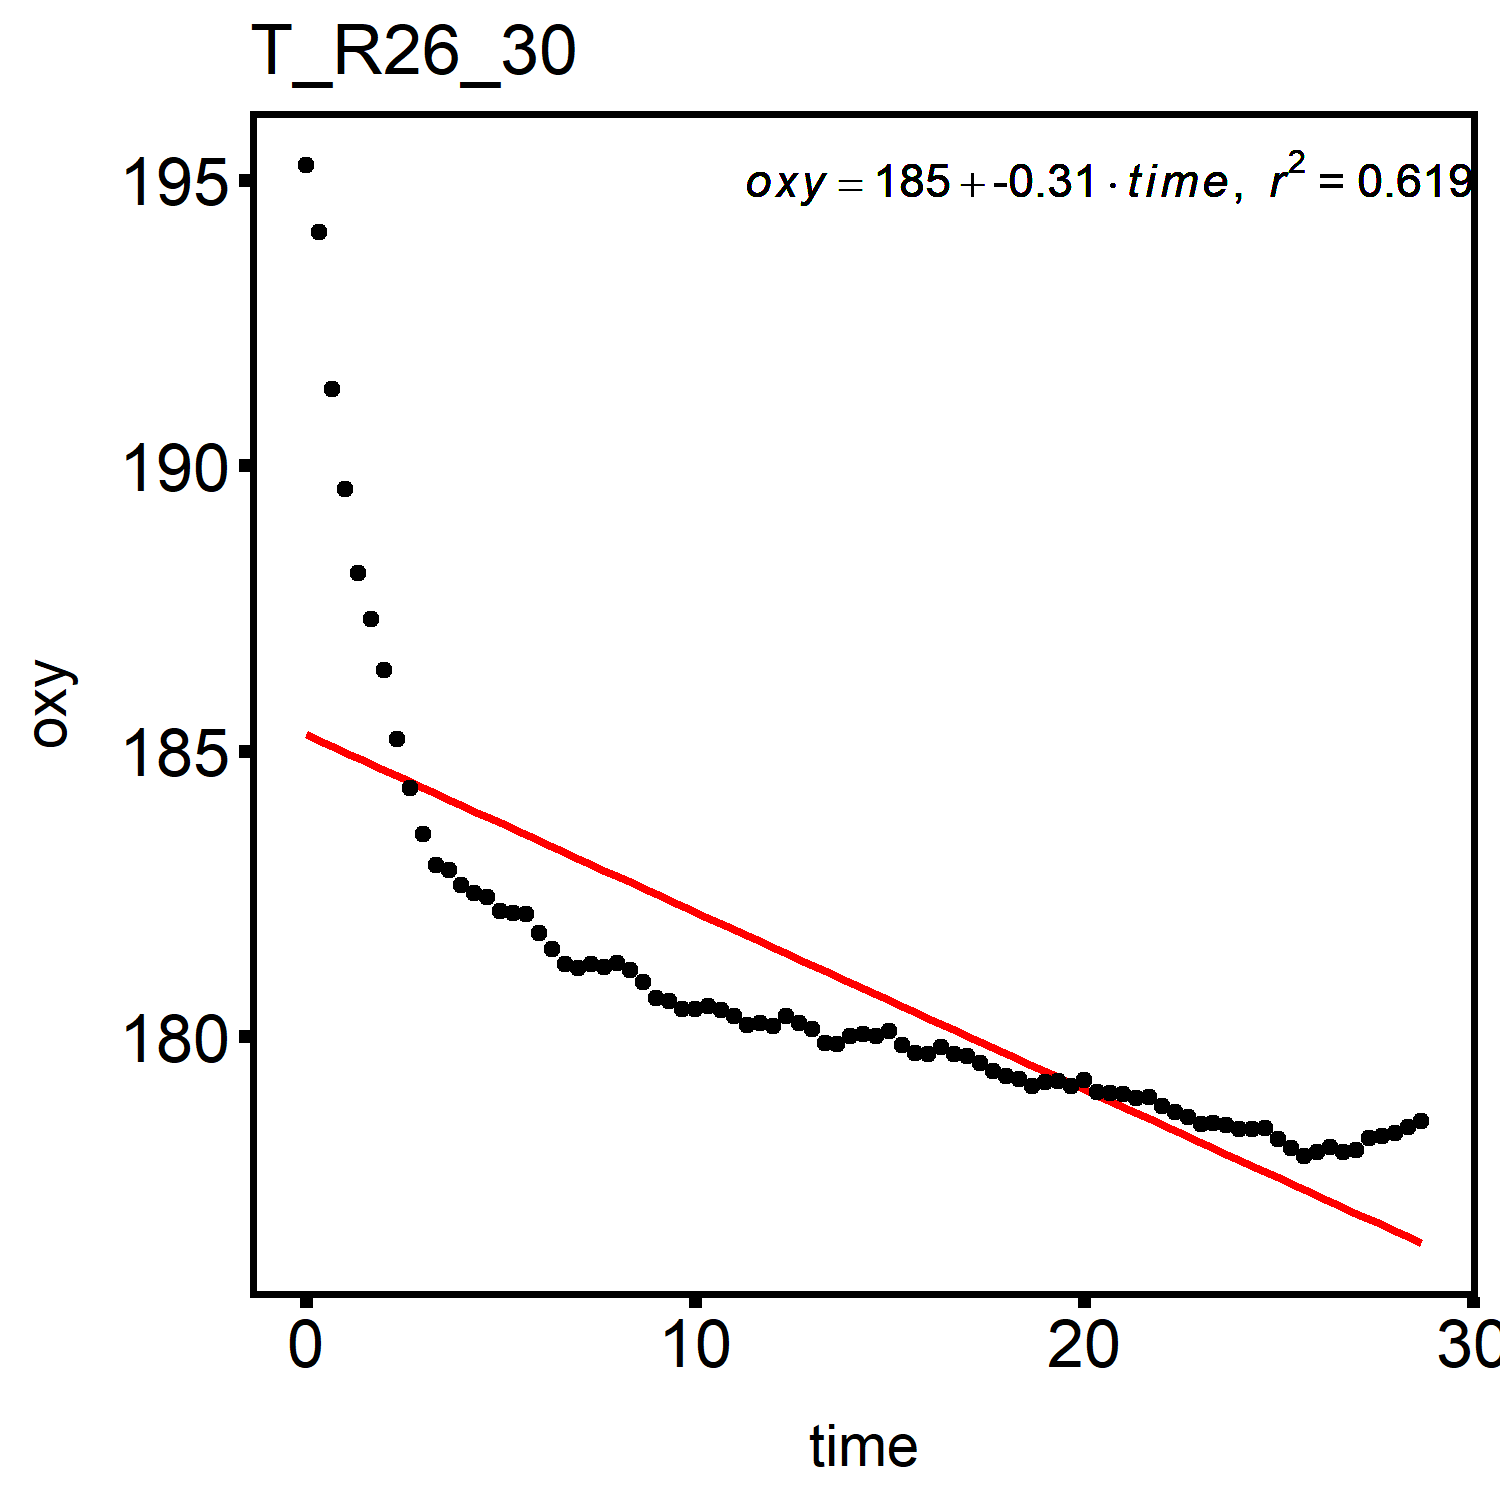 T_R26_30
oxy = 185 + -0.31 · time, r² = 0.619
195
190
185
180
oxy
0 10 20 30
time